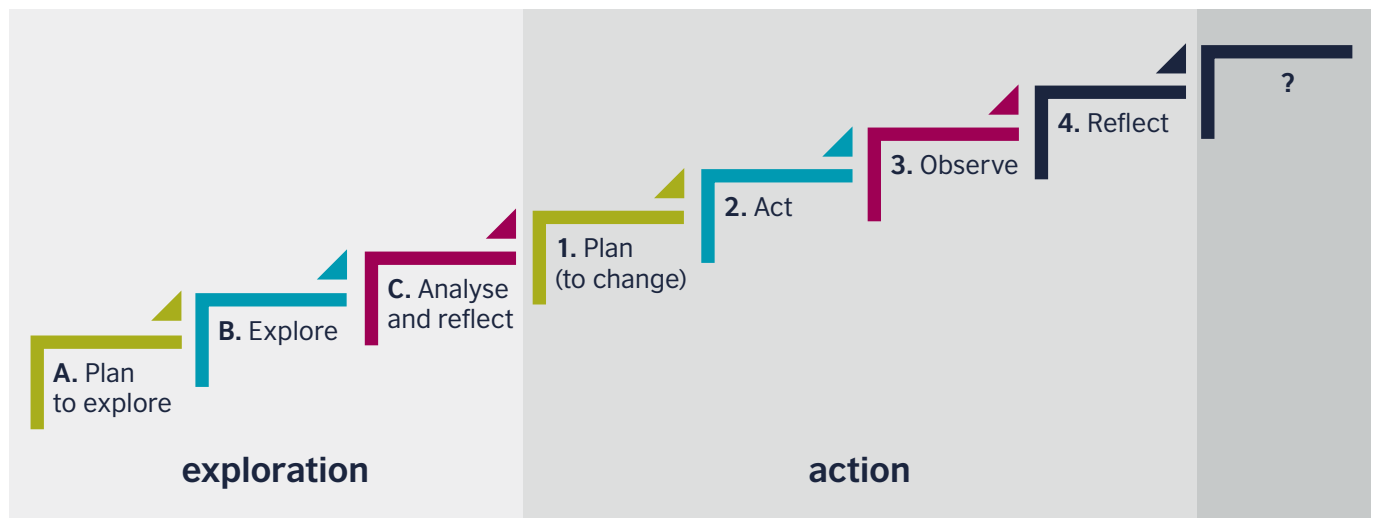 A. Plan
to explore
B. Explore
C. Analyse
and reflect
1. Plan
(to change)
2. Act
3. Observe
4. Reflect
?
exploration
action